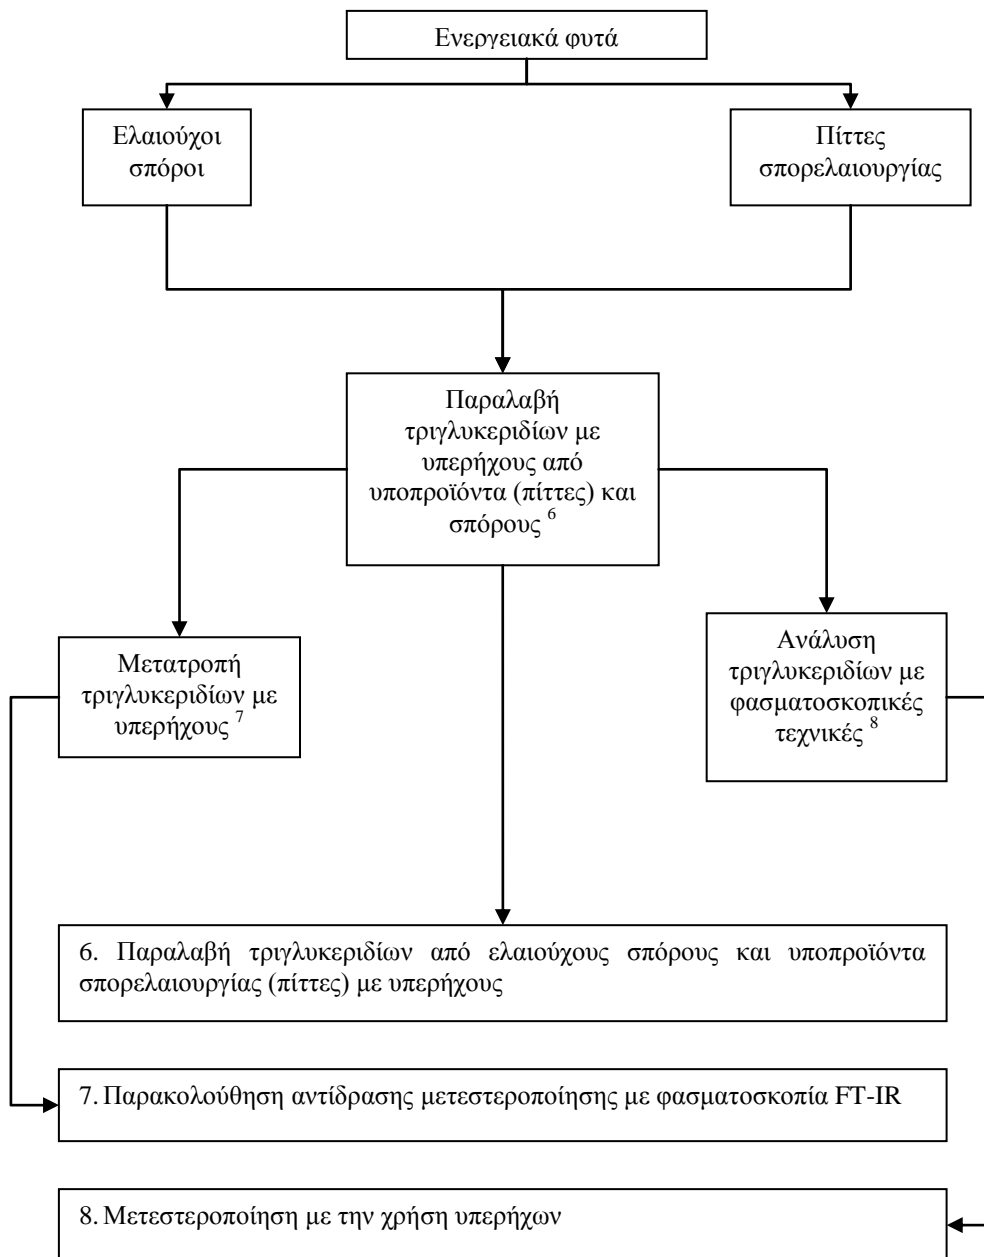 Ενεργειακά φυτά
Ελαιούχοι
σπόροι
Πίττες
σπορελαιουργίας
Παραλαβή
τριγλυκεριδίων με
υπερήχους από
υποπροϊόντα (πίττες) και
σπόρους 6
Μετατροπή
τριγλυκεριδίων με
υπερήχους 7
Ανάλυση
τριγλυκεριδίων με
φασματοσκοπικές
τεχνικές 8
6. Παραλαβή τριγλυκεριδίων από ελαιούχους σπόρους και υποπροϊόντα
σπορελαιουργίας (πίττες) με υπερήχους
7. Παρακολούθηση αντίδρασης μετεστεροποίησης με φασματοσκοπία FT-IR
8. Μετεστεροποίηση με την χρήση υπερήχων